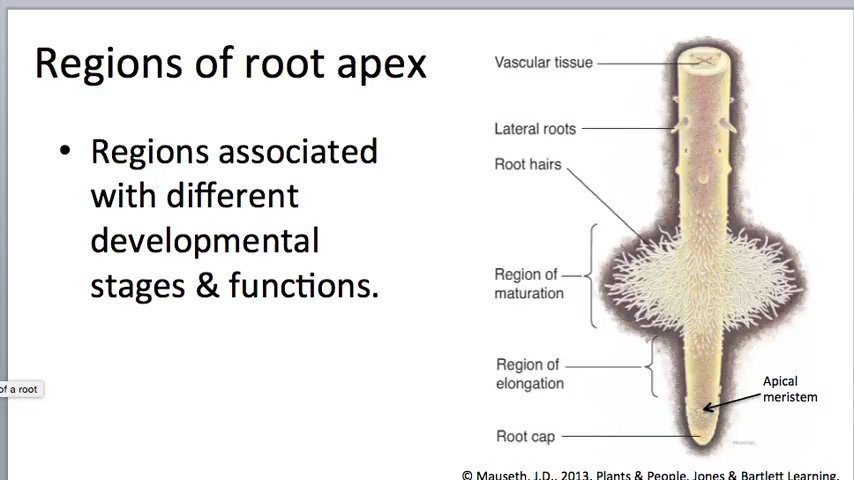 Regions of root apex
• Regions associated
with different
developmental
stages & functions.
Vascular tissue
Lateral roots
Root hairs
Region of
maturation
Region of
elongation
Apical
meristem
Root cap
of a root
© Mauseth, J.D., 2013. Plants & People. Jones & Bartlett Learning.